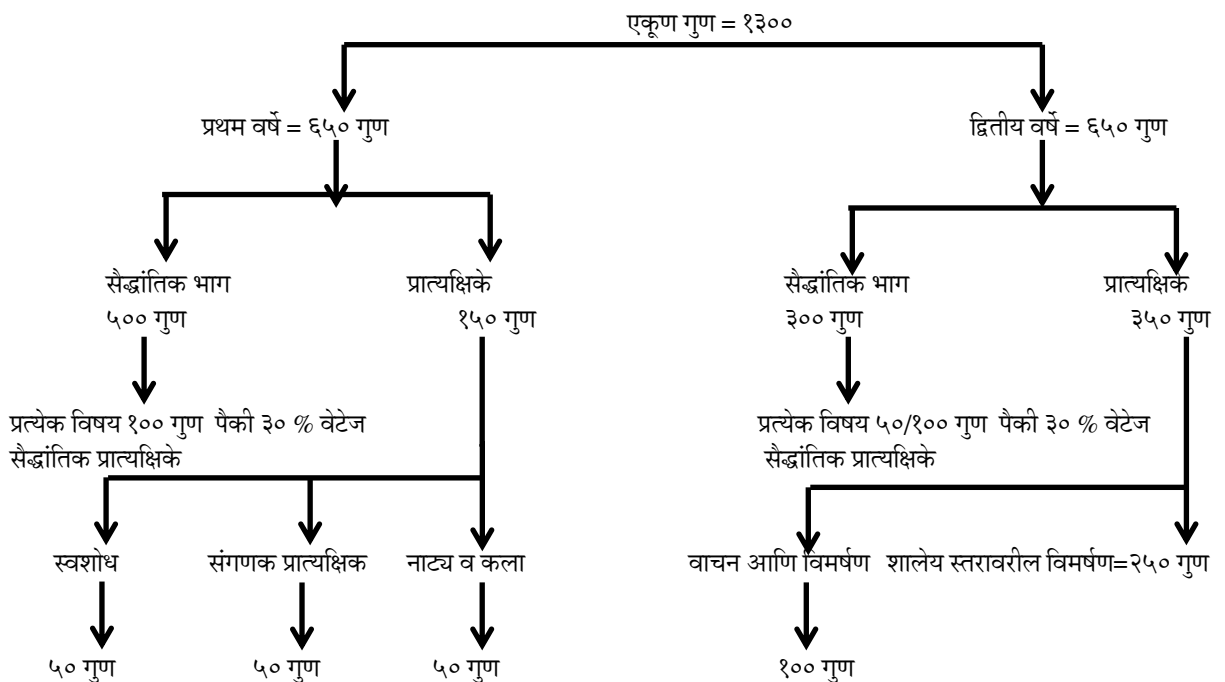 एकूण गुण = १३००
प्रथम वर्षे = ६५० गुण
द्वितीय वर्षे = ६५० गुण
सैद्धांतिक भाग
प्रात्यक्षिके
सैद्धांतिक भाग
प्रात्यक्षिके
५०० गुण
१५० गुण
३०० गुण
३५० गुण
प्रत्येक विषय १०० गुण पैकी ३० % वेटेज
सैद्धांतिक प्रात्यक्षिके
प्रत्येक विषय ५०/१०० गुण पैकी ३० % वेटेज
सैद्धांतिक प्रात्यक्षिके
स्वशोध
संगणक प्रात्यक्षिक
नाट्य व कला
वाचन आणि विमर्षण
शालेय स्तरावरील विमर्षण=२५० गुण
५० गुण
५० गुण
५० गुण
१०० गुण